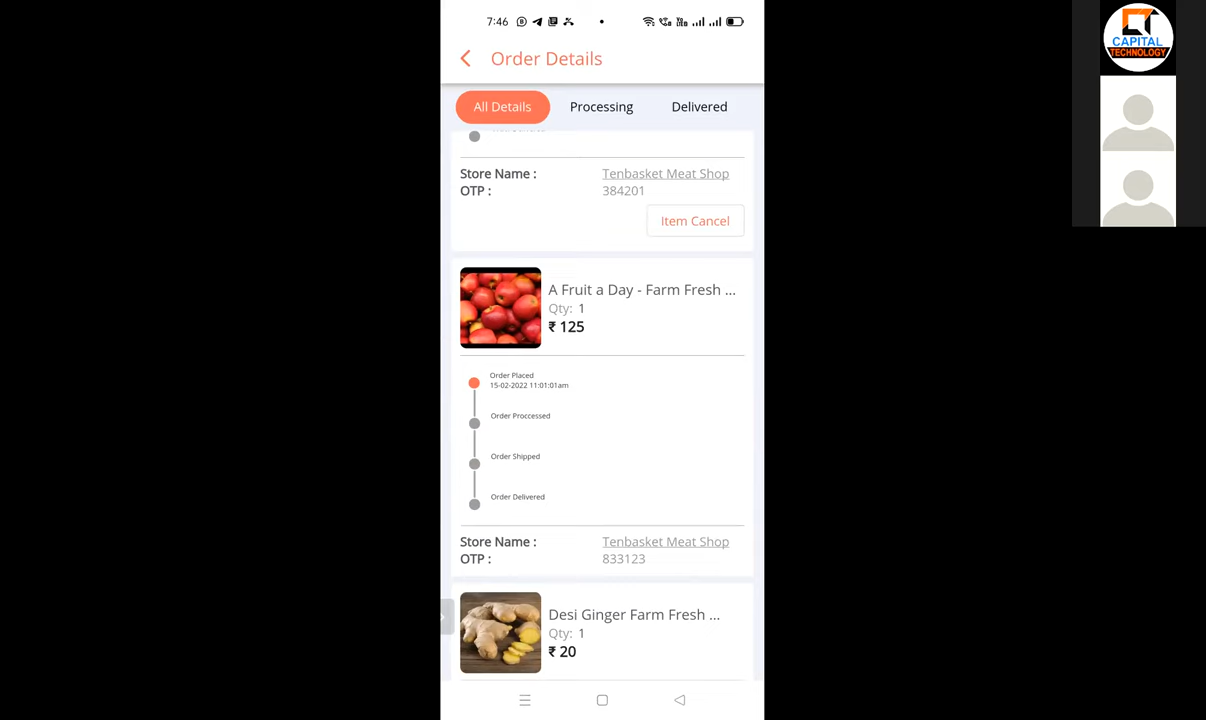 7:46
CAPITAL
TECHNOLOGY
Order Details
All Details
Processing
Delivered
Store Name :
Tenbasket Meat Shop
OTP :
384201
Item Cancel
A Fruit a Day - Farm Fresh ...
Qty: 1
₹ 125
Order Placed
15-02-2022 11:01:01am
Order Proccessed
Order Shipped
Order Delivered
Store Name :
Tenbasket Meat Shop
OTP :
833123
Desi Ginger Farm Fresh ...
Qty: 1
₹ 20